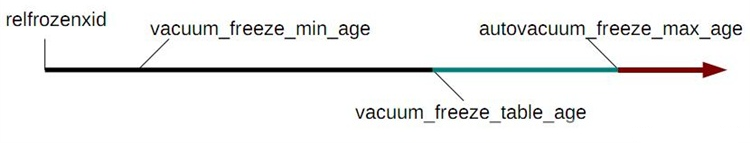 relfrozenxid
vacuum_freeze_min_age
autovacuum_freeze_max_age
vacuum_freeze_table_age